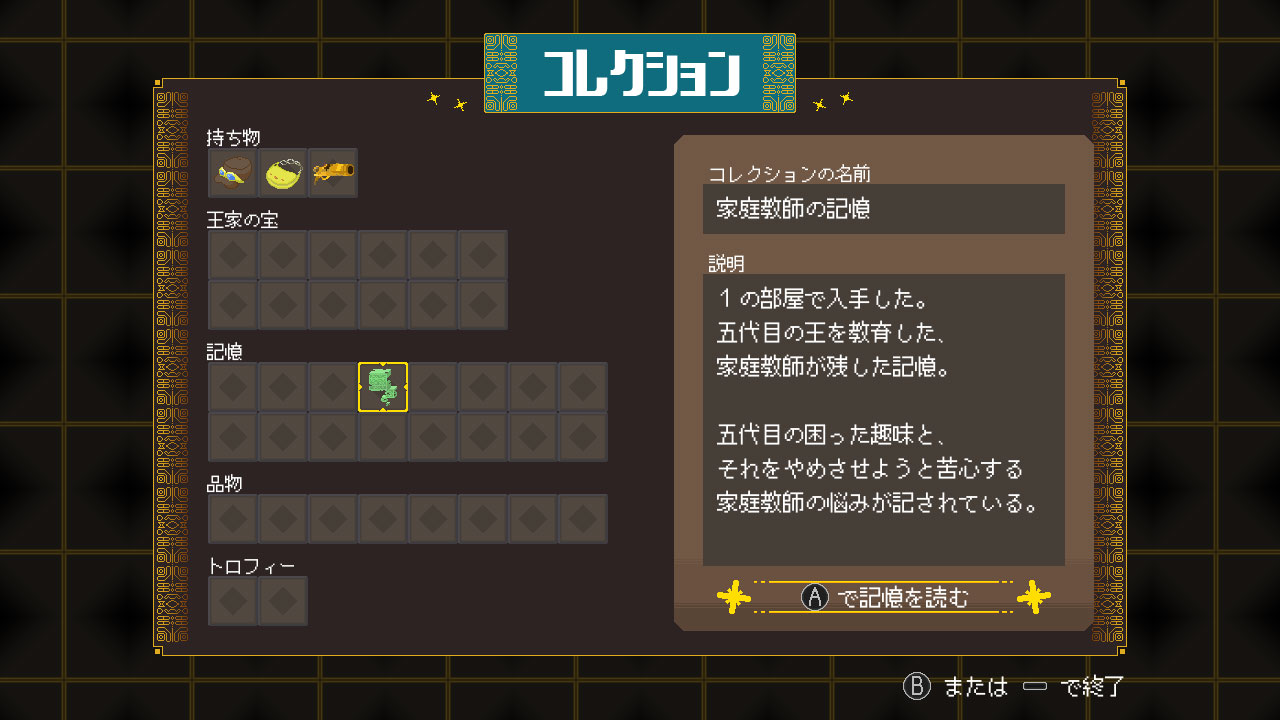 コレクション
持ち物
王家の宝
記憶
品物
トロフィー
コレクションの名前
家庭教師の記憶
説明
1の部屋で入手した。
五代目の王を教育した、
家庭教師が残した記憶。
五代目の困った趣味と、
それをやめさせようと苦心する
家庭教師の悩みが記されている。
Ⓐで記憶を読む
Ⓑ または ー で終了